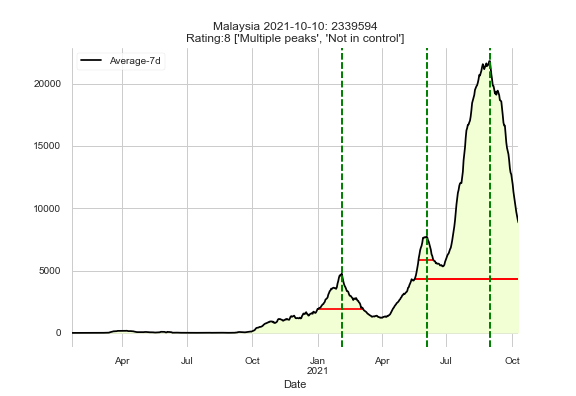 Malaysia 2021-10-10: 2339594
Rating:8 ['Multiple peaks', 'Not in control']
Average-7d
20000
15000
10000
5000
0
Apr
Jul
Oct
Jan
2021
Apr
Jul
Oct
Date